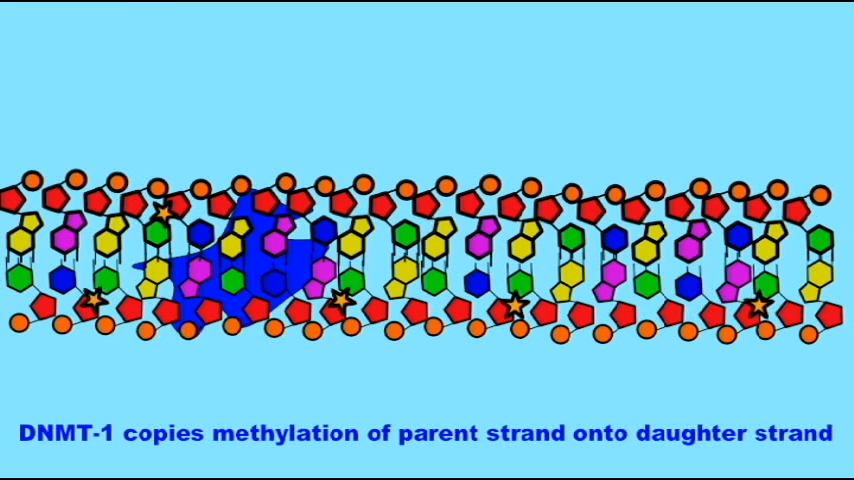 DNMT-1 copies methylation of parent strand onto daughter strand